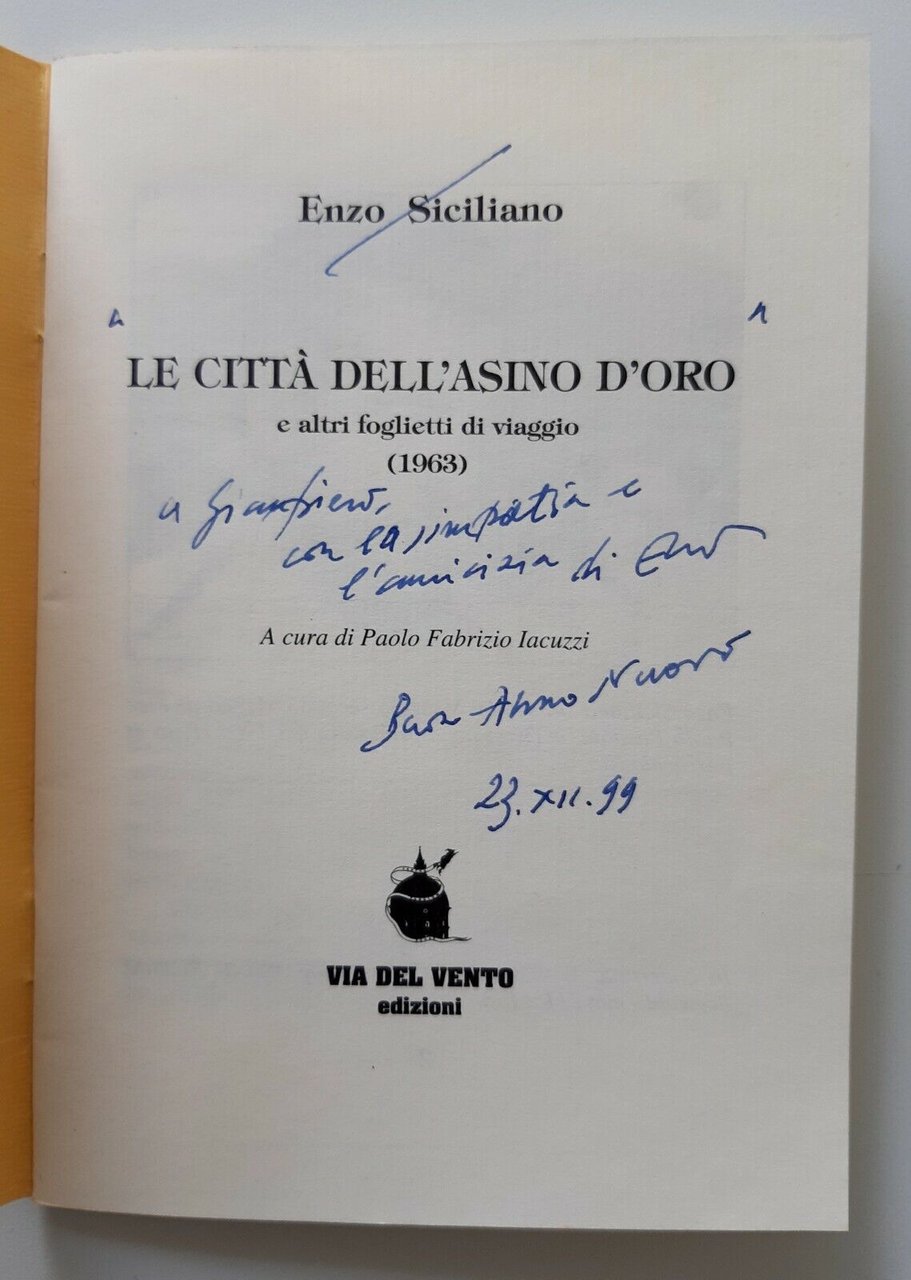 Enzo Siciliano
" LE CITTÀ DELL'ASINO D'ORO "
e altri foglietti di viaggio
(1963)
a Gianpiero,
con la simpatia e
l'amicizia di Enzo
A cura di Paolo Fabrizio Iacuzzi
Buon Anno Nuovo
23.XII.99
VIA DEL VENTO
edizioni